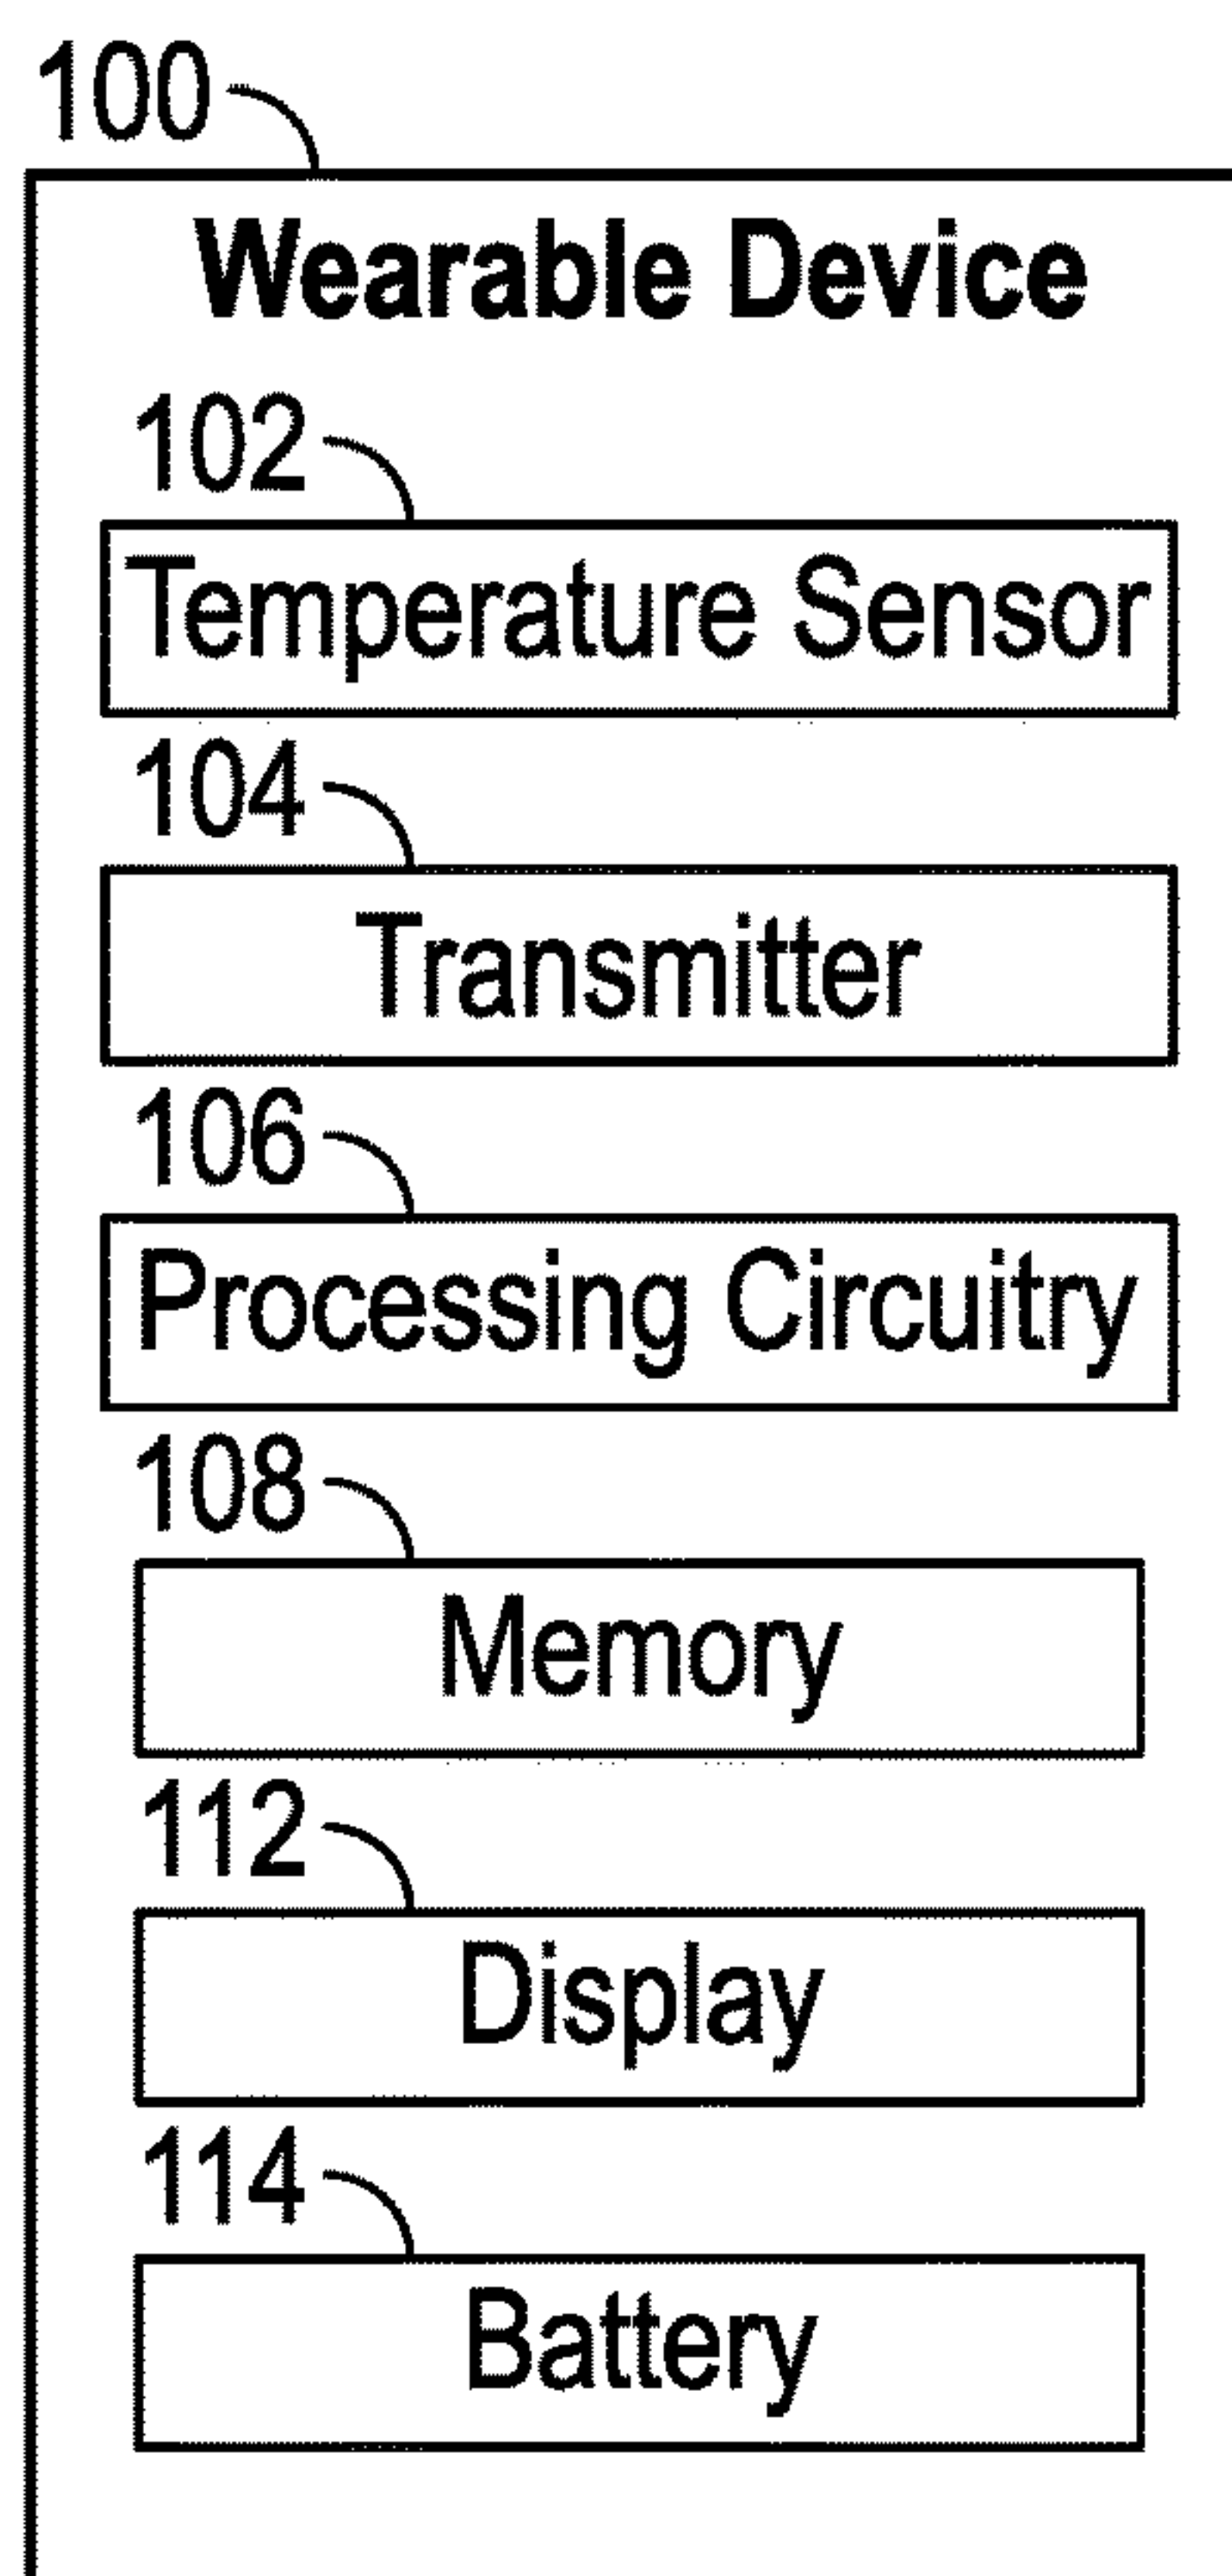 100
Wearable Device
102
Temperature Sensor
104
Transmitter
106
Processing Circuitry
108
Memory
112
Display
114
Battery